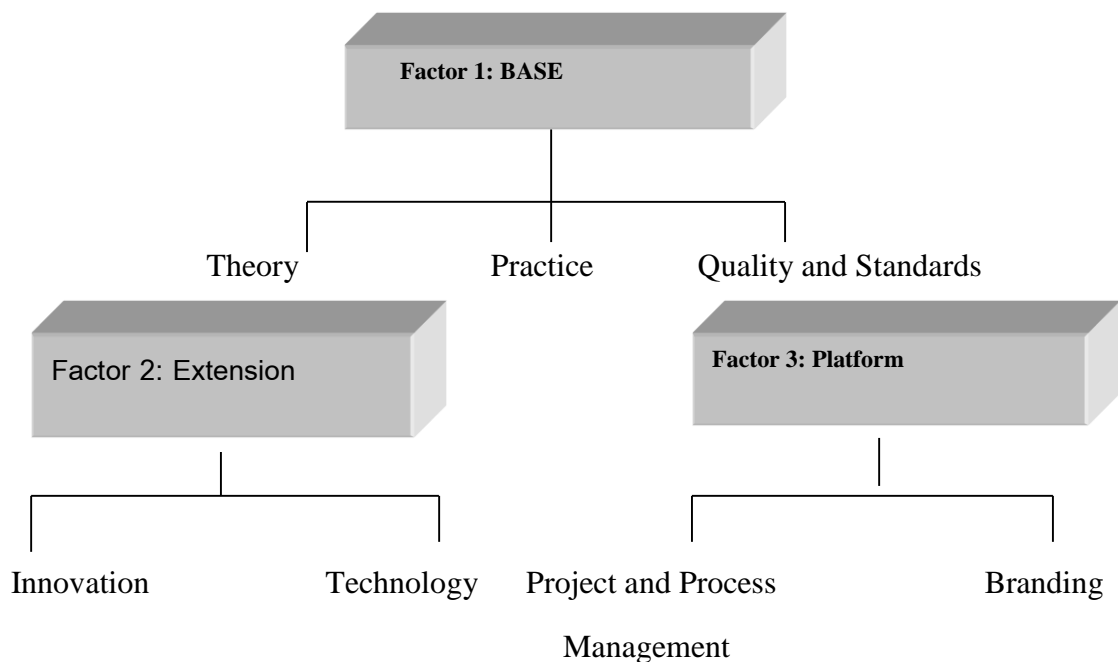 Factor 1: BASE
Theory
Practice
Quality and Standards
Factor 2: Extension
Factor 3: Platform
Innovation
Technology
Project and Process
Management
Branding